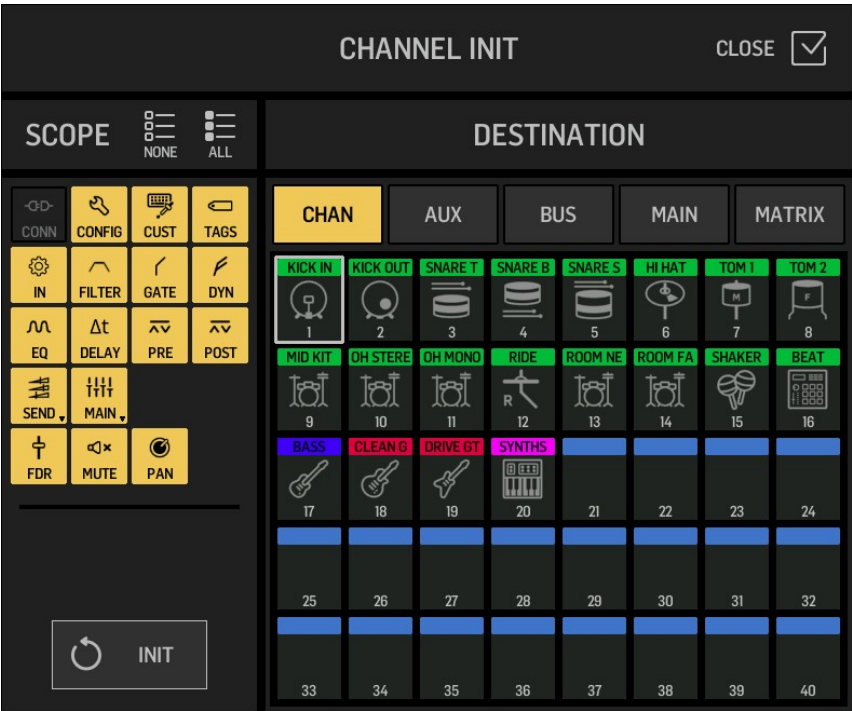 CHANNEL INIT
CLOSE
SCOPE
NONE
ALL
DESTINATION
CONN CONFIG CUST TAGS
IN FILTER GATE DYN
EQ Δt DELAY PRE POST
SEND MAIN
FDR MUTE PAN
INIT
CHAN AUX BUS MAIN MATRIX
KICK IN KICK OUT SNARE T SNARE B SNARE S HI HAT TOM 1 TOM 2
M F
1 2 3 4 5 6 7 8
MID KIT OH STERE OH MONO RIDE ROOM NE ROOM FA SHAKER BEAT
R
9 10 11 12 13 14 15 16
BASS CLEAN G DRIVE GT SYNTHS
17 18 19 20 21 22 23 24
25 26 27 28 29 30 31 32
33 34 35 36 37 38 39 40